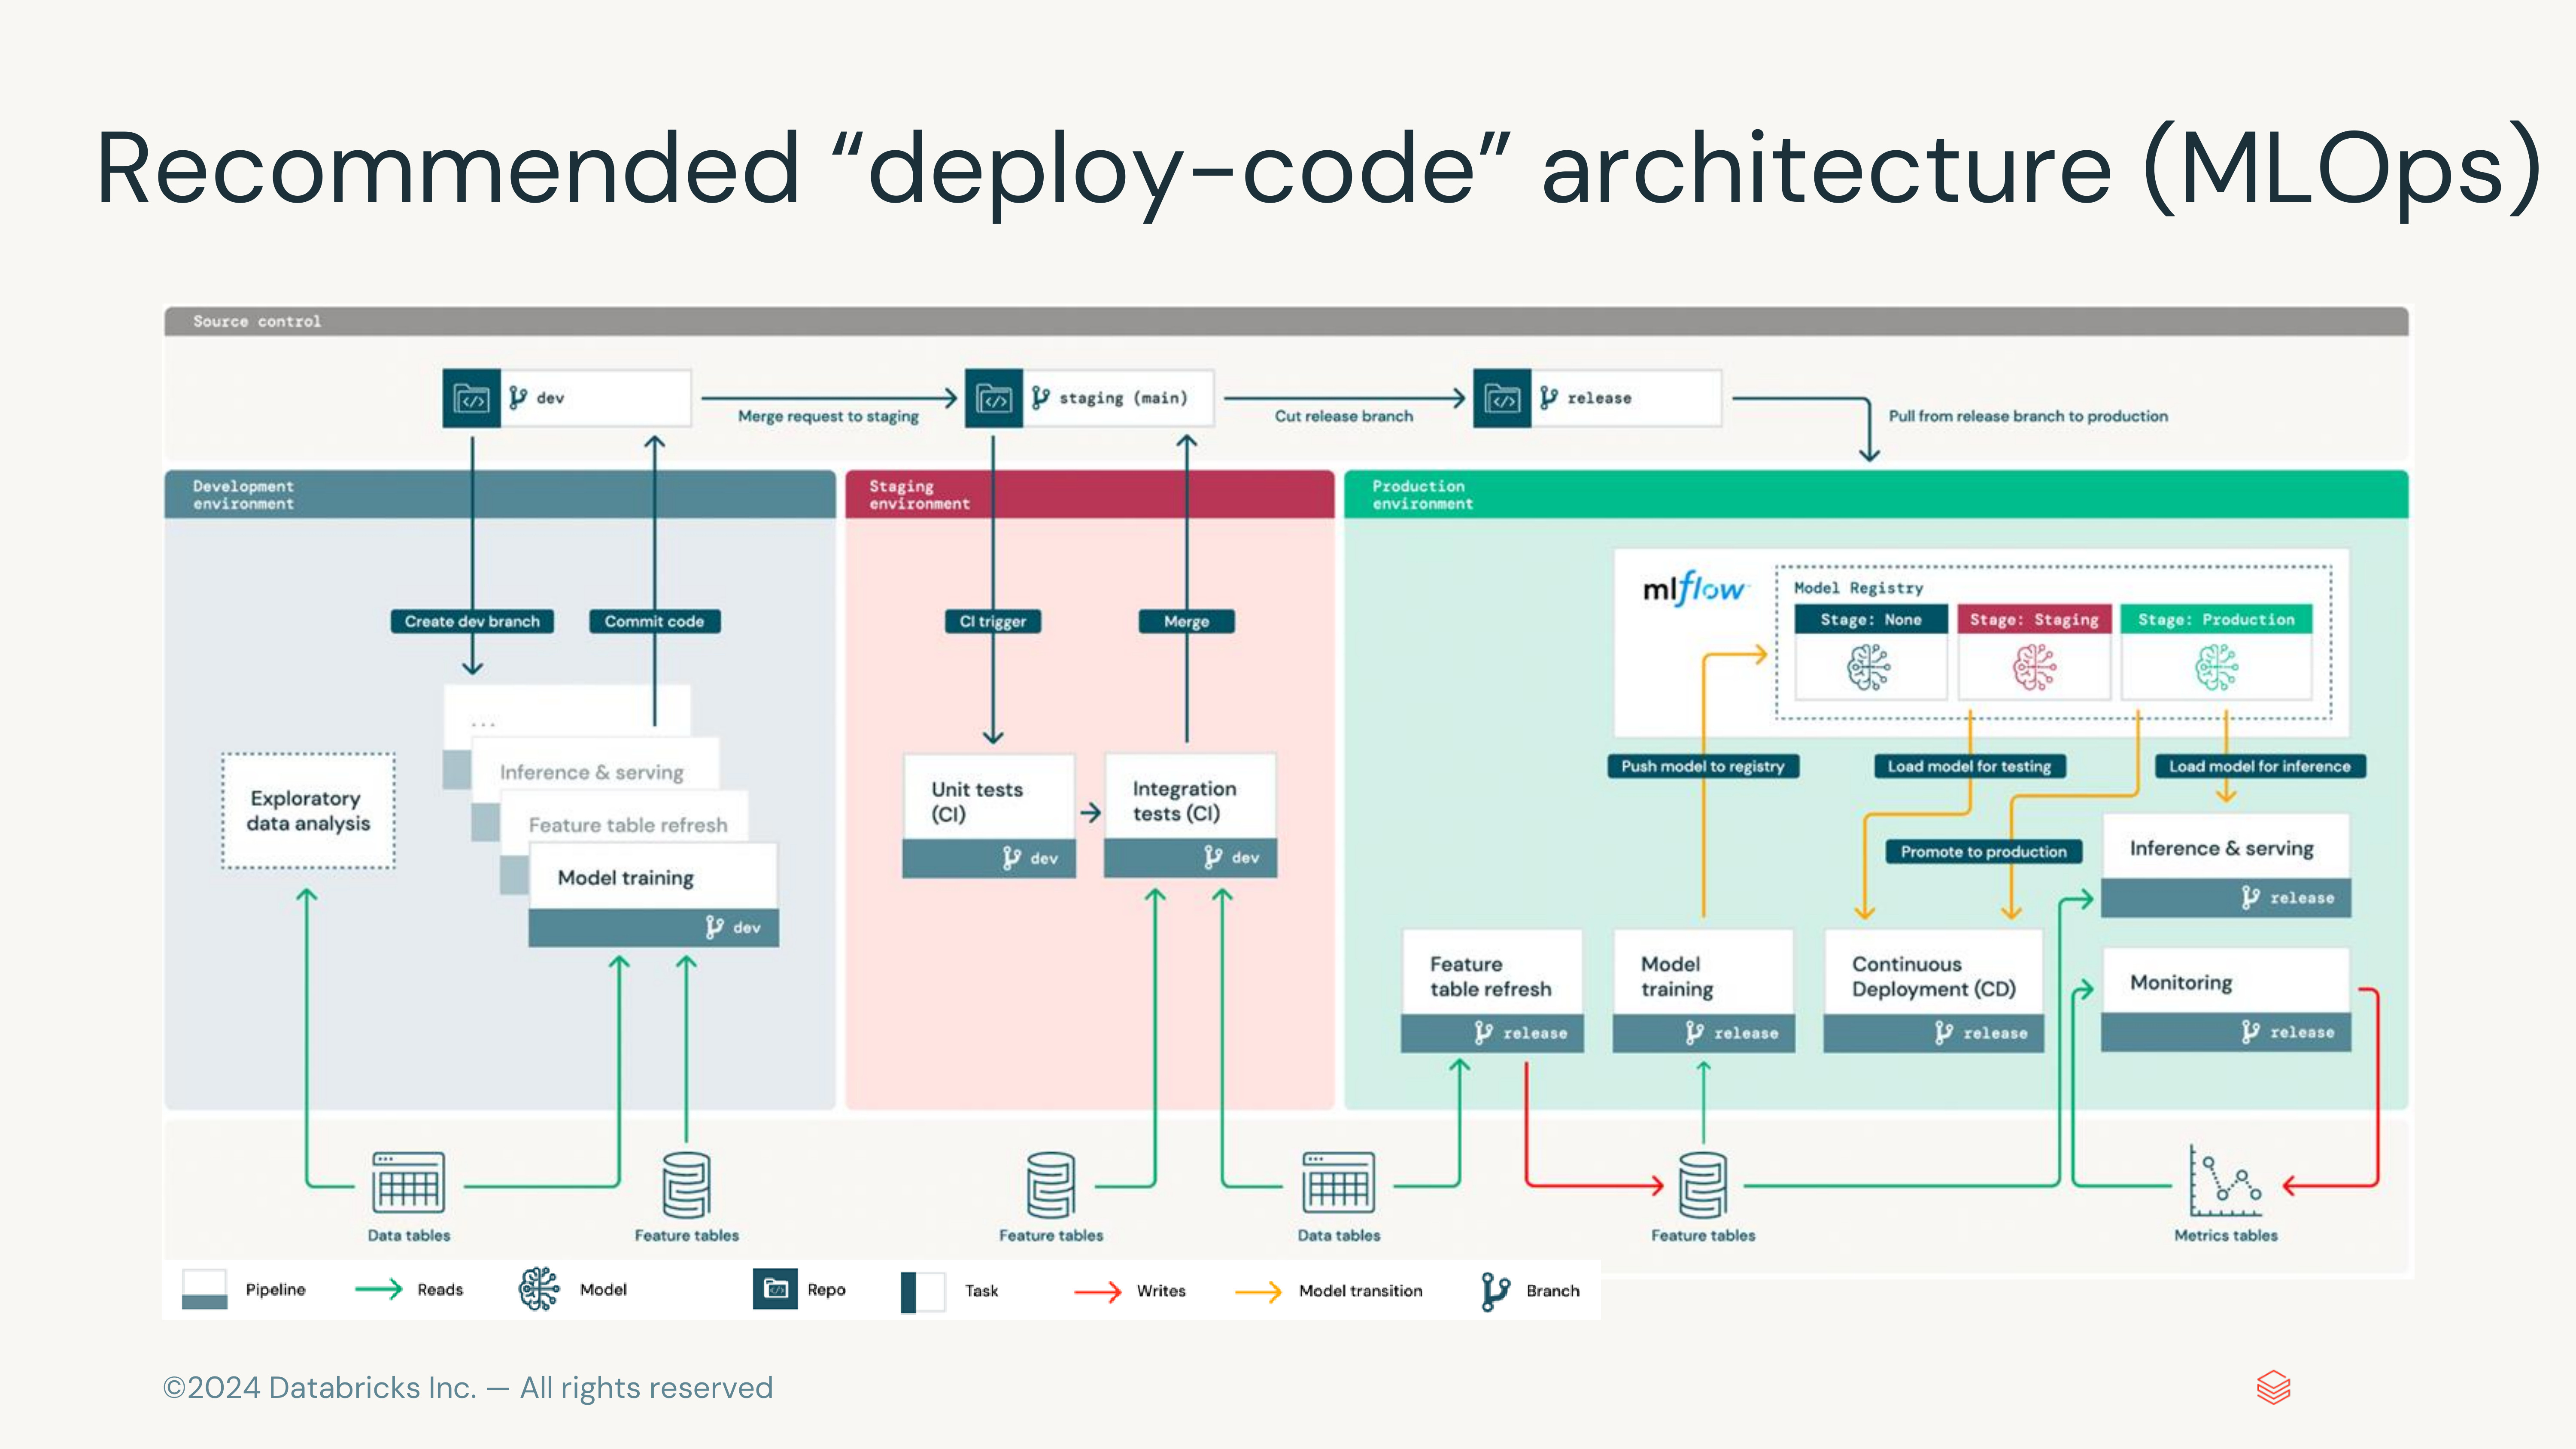 Recommended “deploy-code” architecture (MLOps)
Source control
dev
Merge request to staging
staging (main)
Cut release branch
release
Pull from release branch to production
Development
environment
Create dev branch
Commit code
...
Inference & serving
Feature table refresh
Model training
dev
Exploratory
data analysis
Staging
environment
CI trigger
Merge
Unit tests
(CI)
dev
Integration
tests (CI)
dev
Production
environment
mlflow
Model Registry
Stage: None
Stage: Staging
Stage: Production
Push model to registry
Load model for testing
Load model for inference
Promote to production
Inference & serving
release
Feature
table refresh
release
Model
training
release
Continuous
Deployment (CD)
release
Monitoring
release
Data tables
Feature tables
Feature tables
Data tables
Feature tables
Metrics tables
Pipeline
Reads
Model
Repo
Task
Writes
Model transition
Branch
©2024 Databricks Inc. — All rights reserved